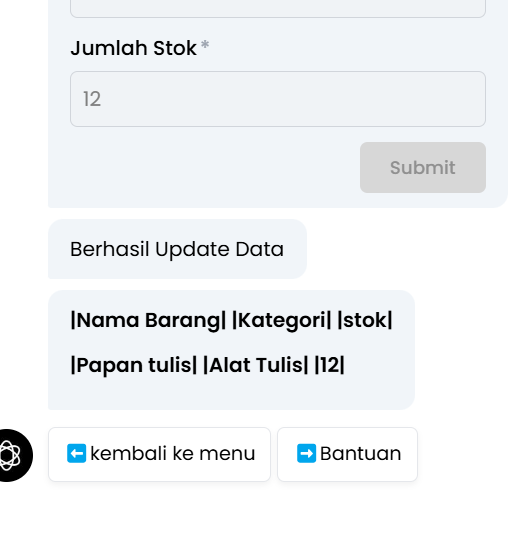 Jumlah Stok *
12
Submit
Berhasil Update Data
|Nama Barang| |Kategori| |stok|
|Papan tulis| |Alat Tulis| |12|
⬅️ kembali ke menu
➡️ Bantuan